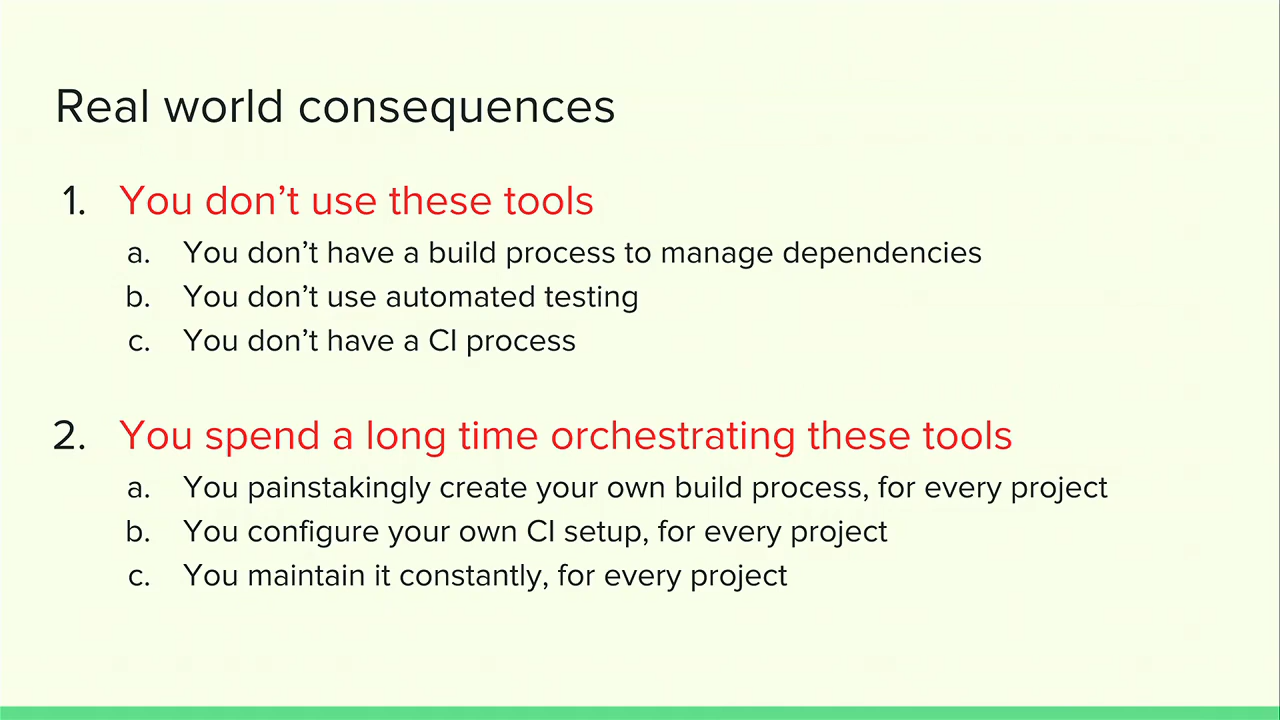 Real world consequences
1. You don’t use these tools
a. You don’t have a build process to manage dependencies
b. You don’t use automated testing
c. You don’t have a CI process
2. You spend a long time orchestrating these tools
a. You painstakingly create your own build process, for every project
b. You configure your own CI setup, for every project
c. You maintain it constantly, for every project